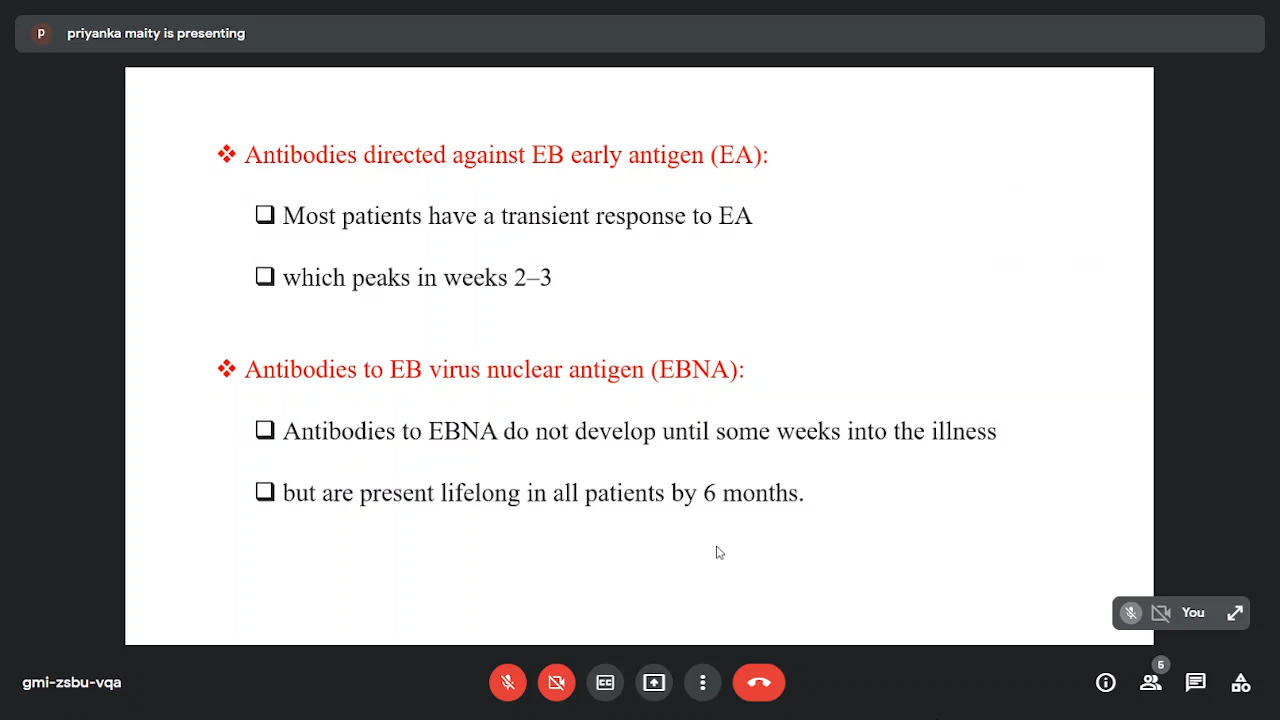 P
priyanka maity is presenting
Antibodies directed against EB early antigen (EA):
Most patients have a transient response to EA
which peaks in weeks 2–3
Antibodies to EB virus nuclear antigen (EBNA):
Antibodies to EBNA do not develop until some weeks into the illness
but are present lifelong in all patients by 6 months.
You
gmi-zsbu-vqa
CC
5